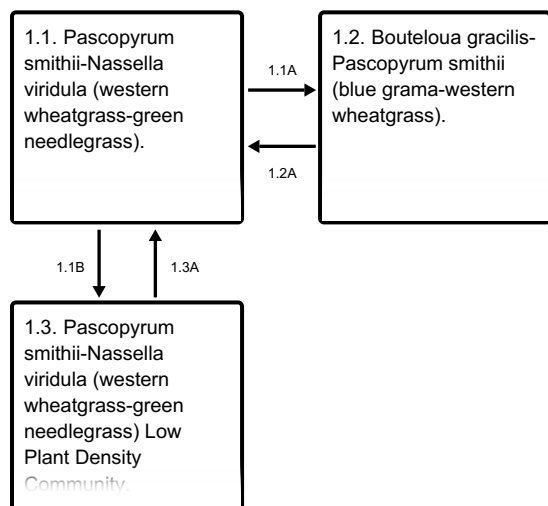 1.1. Pascopyrum
smithii-Nassella
viridula (western
wheatgrass-green
needlegrass).
1.1A
1.2A
1.2. Bouteloua gracilis-
Pascopyrum smithii
(blue grama-western
wheatgrass).
1.1B
1.3A
1.3. Pascopyrum
smithii-Nassella
viridula (western
wheatgrass-green
needlegrass) Low
Plant Density
Community.